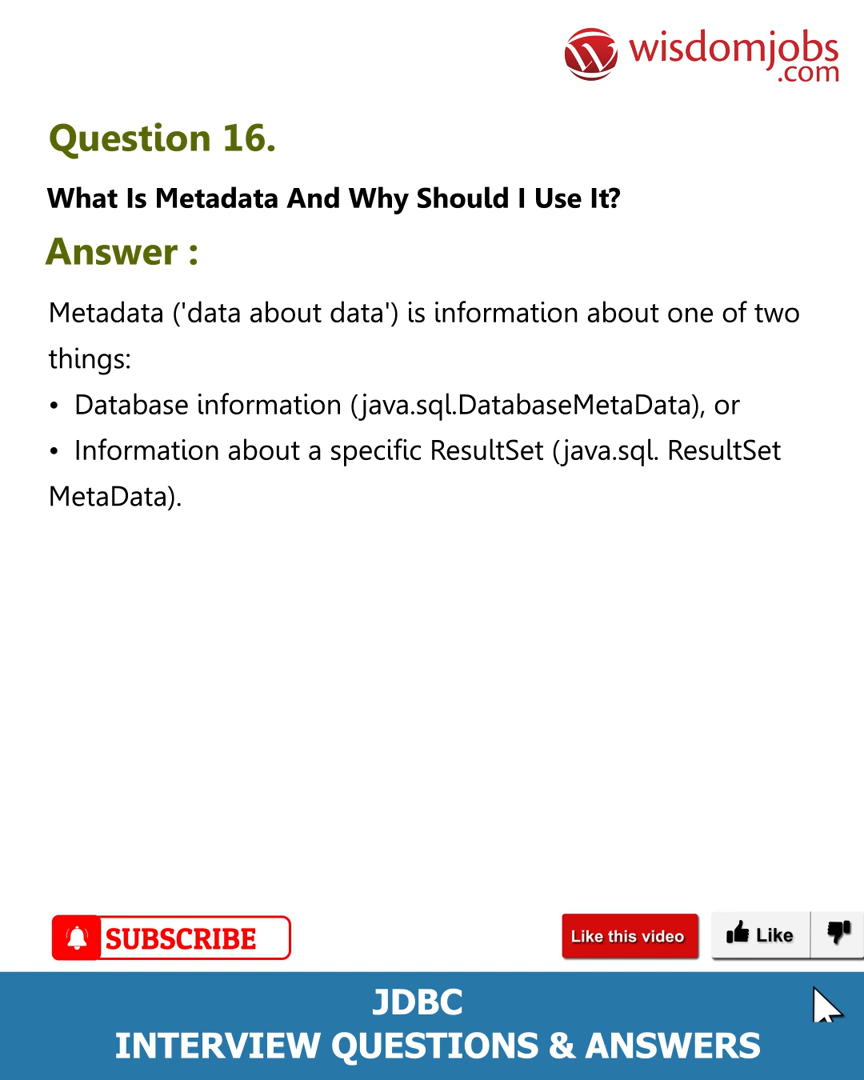 wisdomjobs
.com
Question 16.
What Is Metadata And Why Should I Use It?
Answer :
Metadata ('data about data') is information about one of two
things:
• Database information (java.sql.DatabaseMetaData), or
• Information about a specific ResultSet (java.sql. ResultSet
MetaData).
SUBSCRIBE
Like this video
Like
JDBC
INTERVIEW QUESTIONS & ANSWERS